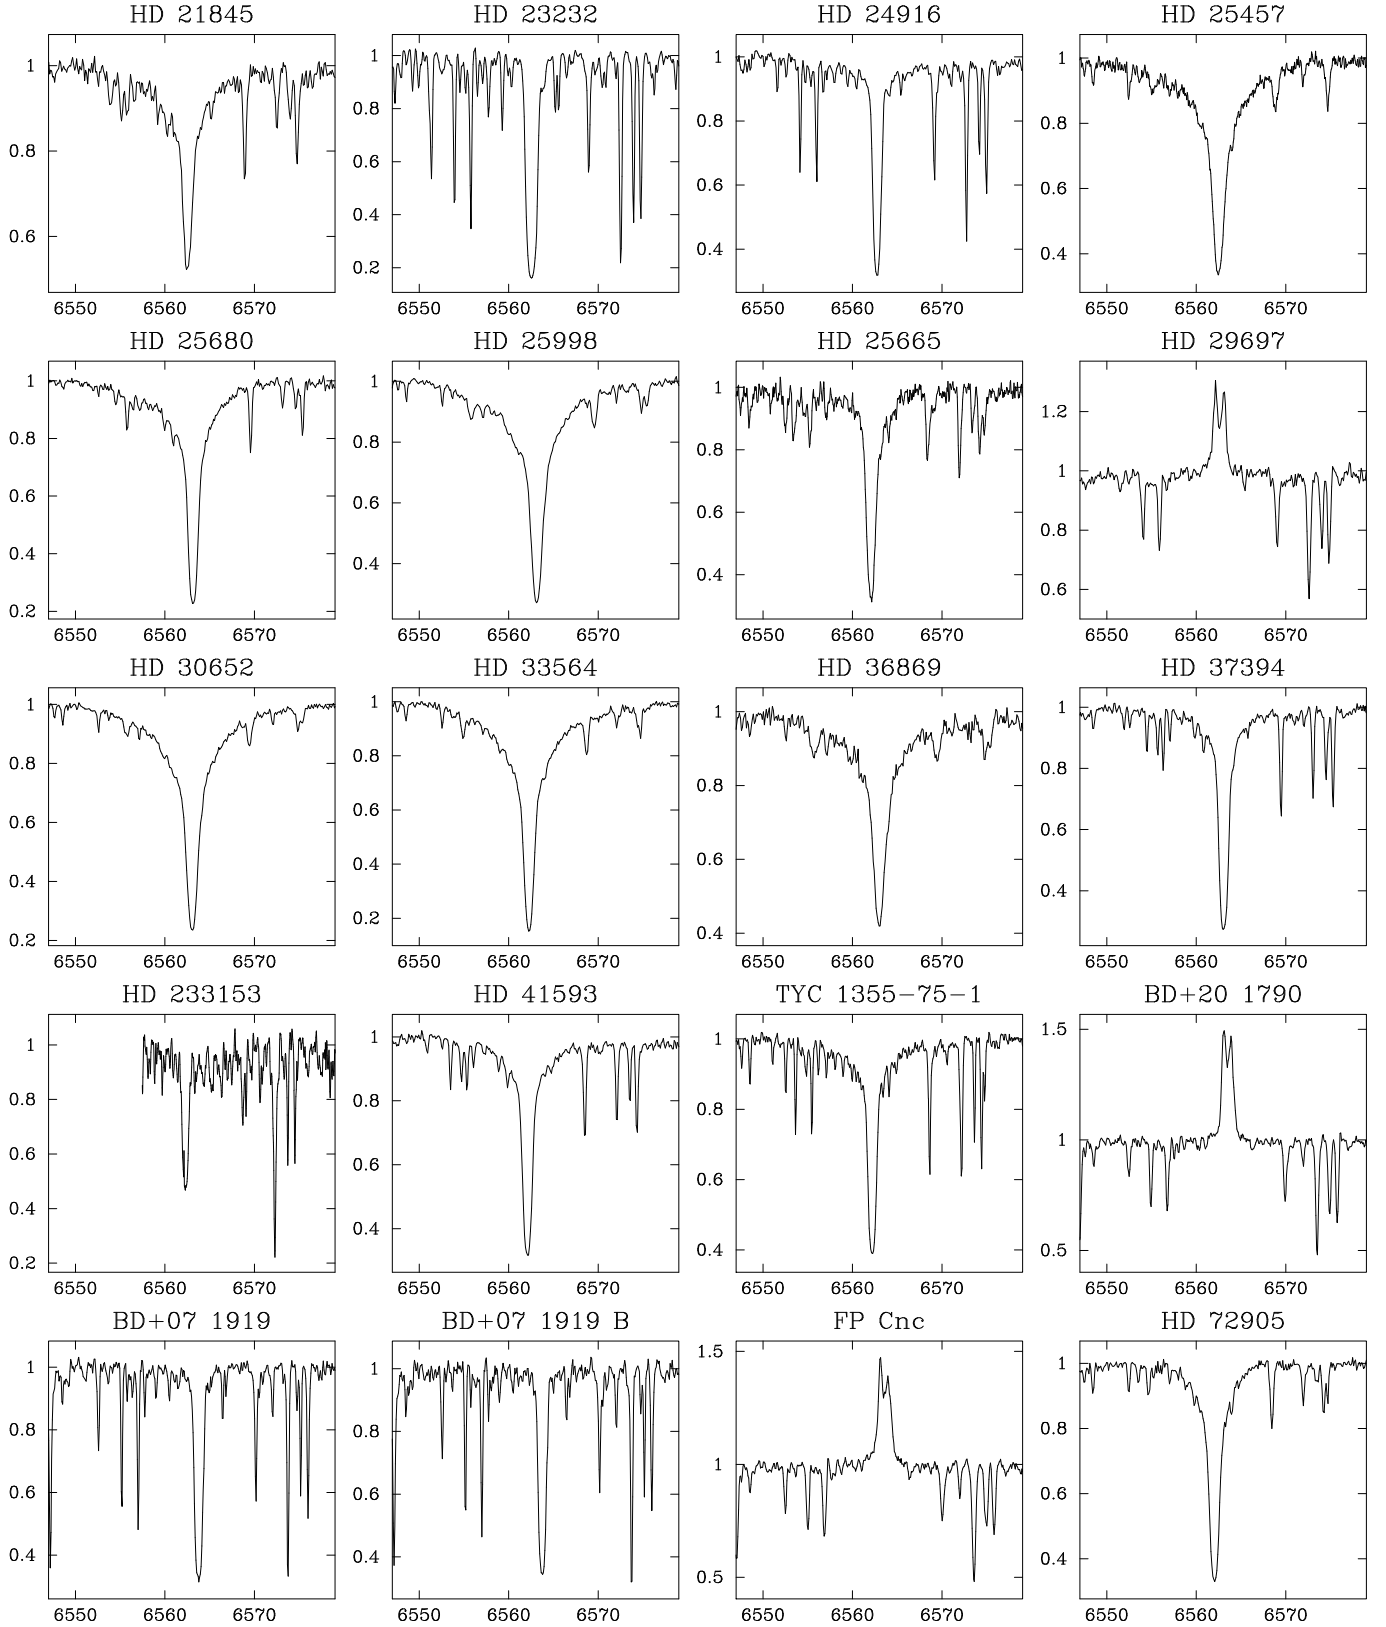 HD 21845
HD 23232
HD 24916
HD 25457
1
0.8
0.6
6550 6560 6570
1
0.8
0.6
0.4
0.2
6550 6560 6570
1
0.8
0.6
0.4
6550 6560 6570
1
0.8
0.6
0.4
6550 6560 6570
HD 25680
HD 25998
HD 25665
HD 29697
1
0.8
0.6
0.4
0.2
6550 6560 6570
1
0.8
0.6
0.4
6550 6560 6570
1
0.8
0.6
0.4
6550 6560 6570
1.2
1
0.8
0.6
6550 6560 6570
HD 30652
HD 33564
HD 36869
HD 37394
1
0.8
0.6
0.4
0.2
6550 6560 6570
1
0.8
0.6
0.4
0.2
6550 6560 6570
1
0.8
0.6
0.4
6550 6560 6570
1
0.8
0.6
0.4
6550 6560 6570
HD 233153
HD 41593
TYC 1355-75-1
BD+20 1790
1
0.8
0.6
0.4
0.2
6550 6560 6570
1
0.8
0.6
0.4
6550 6560 6570
1
0.8
0.6
0.4
6550 6560 6570
1.5
1
0.5
6550 6560 6570
BD+07 1919
BD+07 1919 B
FP Cnc
HD 72905
1
0.8
0.6
0.4
6550 6560 6570
1
0.8
0.6
0.4
6550 6560 6570
1.5
1
0.5
6550 6560 6570
1
0.8
0.6
0.4
6550 6560 6570